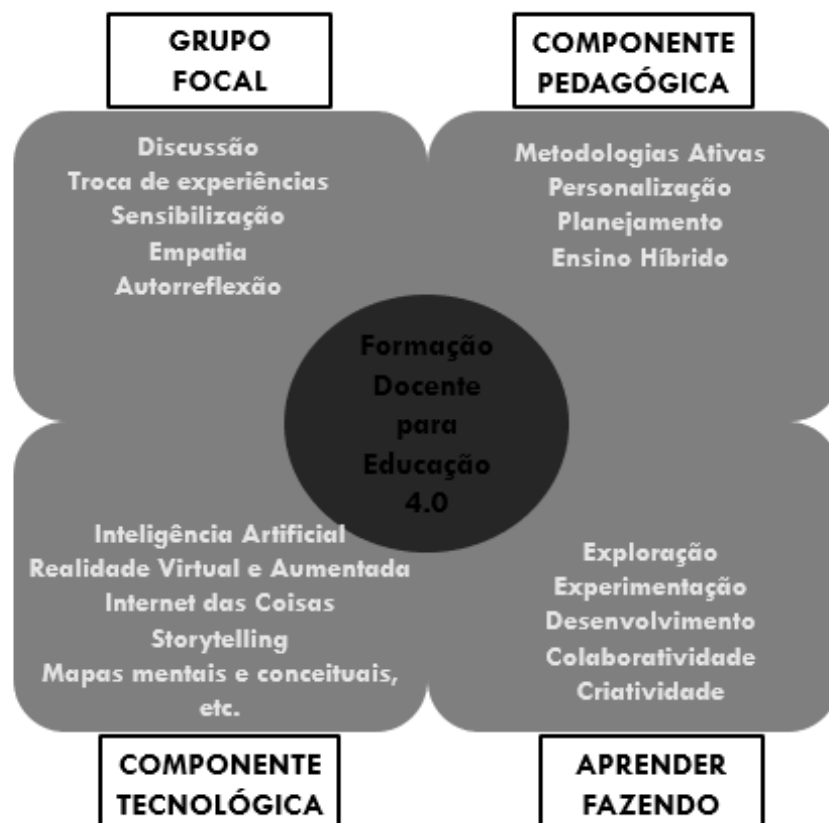 GRUPO
FOCAL
Discussão
Troca de experiências
Sensibilização
Empatia
Autorreflexão
COMPONENTE
PEDAGÓGICA
Metodologias Ativas
Personalização
Planejamento
Ensino Híbrido
Formação
Docente
para
Educação
4.0
Inteligência Artificial
Realidade Virtual e Aumentada
Internet das Coisas
Storytelling
Mapas mentais e conceituais,
etc.
COMPONENTE
TECNOLÓGICA
Exploração
Experimentação
Desenvolvimento
Colaboratividade
Criatividade
APRENDER
FAZENDO